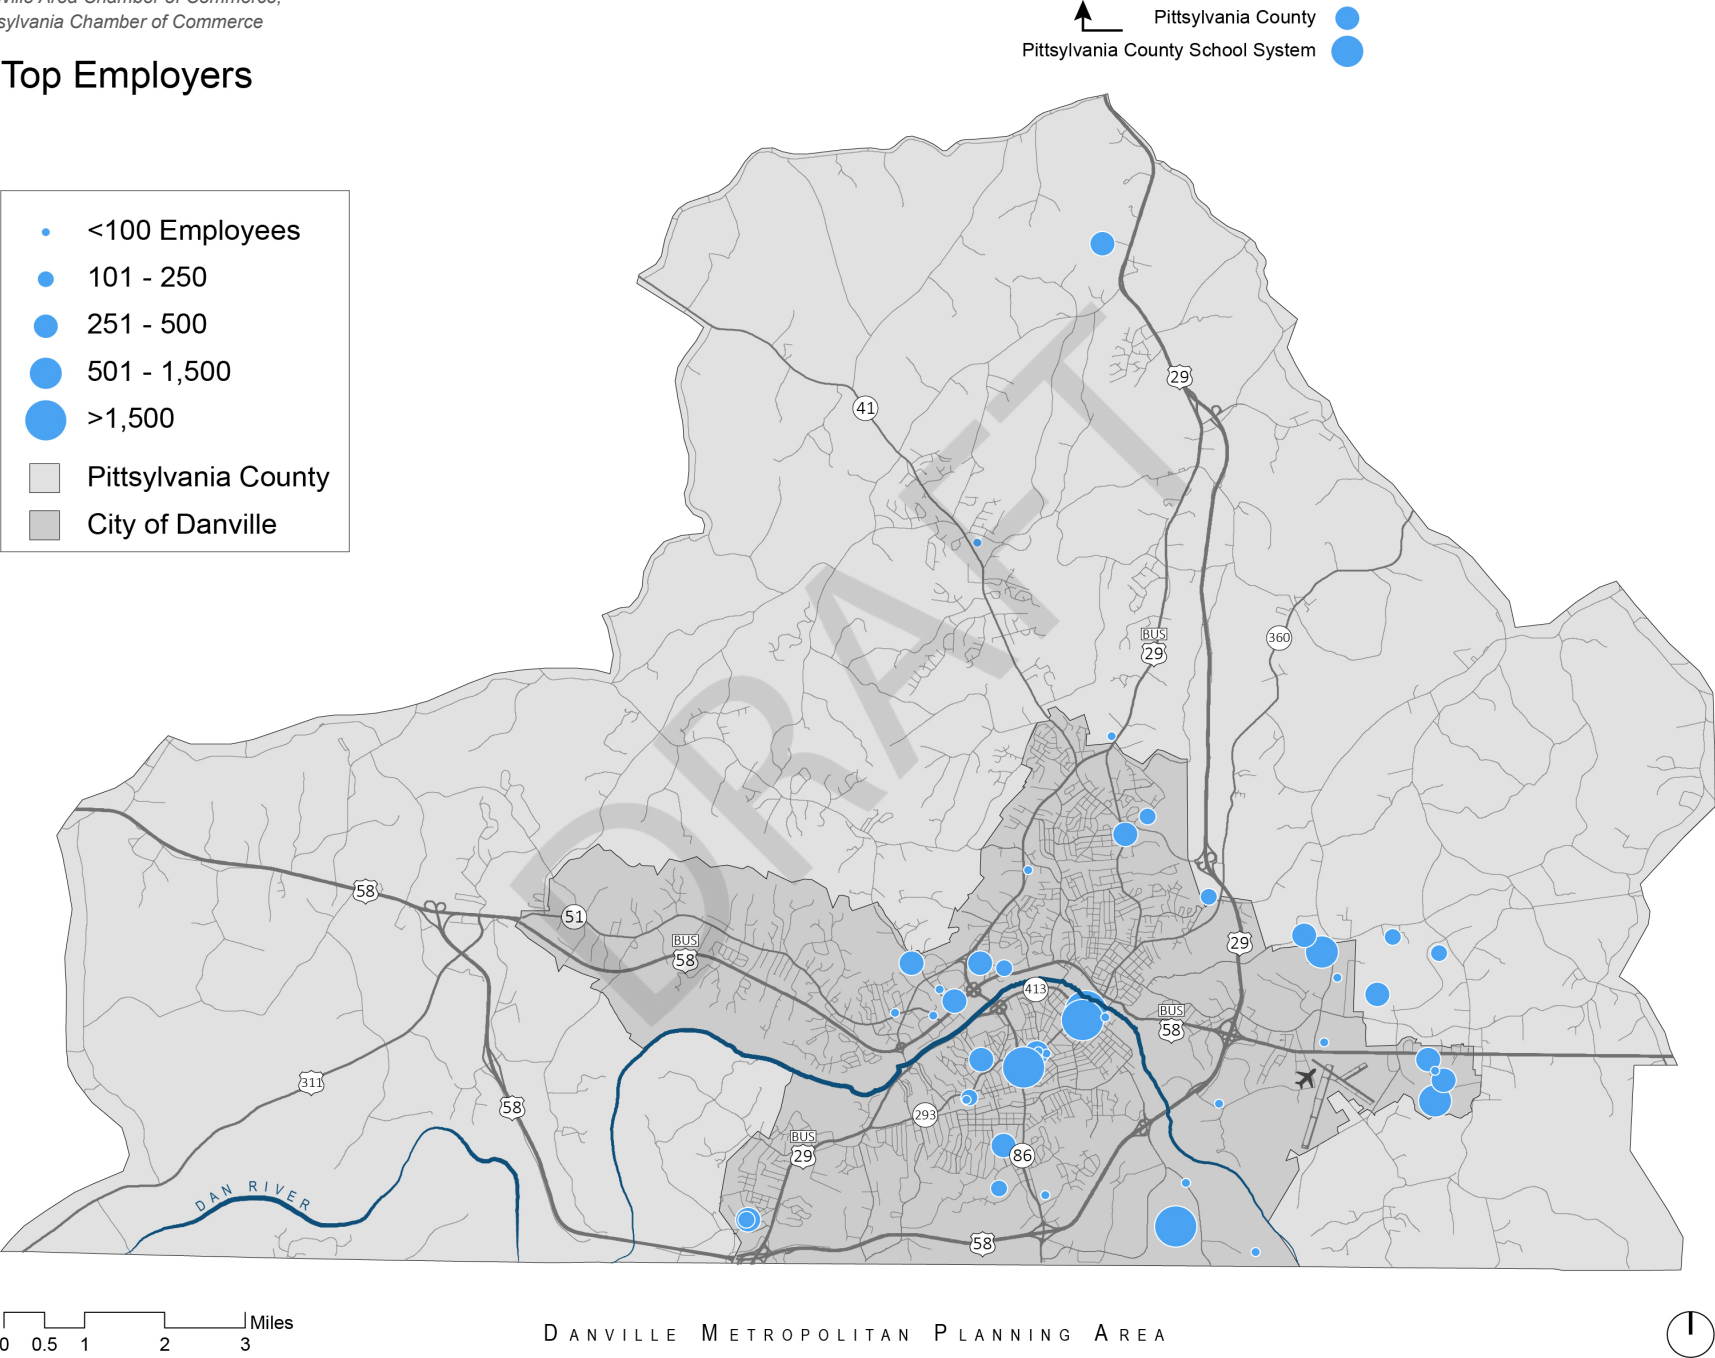 sylvania Chamber of Commerce
Pittsylvania County
Pittsylvania County School System
Top Employers
<100 Employees
101 - 250
251 - 500
501 - 1,500
>1,500
Pittsylvania County
City of Danville
DRAFT
29
41
BUS
29
360
58
51
BUS
58
29
413
BUS
58
311
58
293
BUS
29
86
DAN RIVER
58
Miles
0 0.5 1 2 3
DANVILLE METROPOLITAN PLANNING AREA